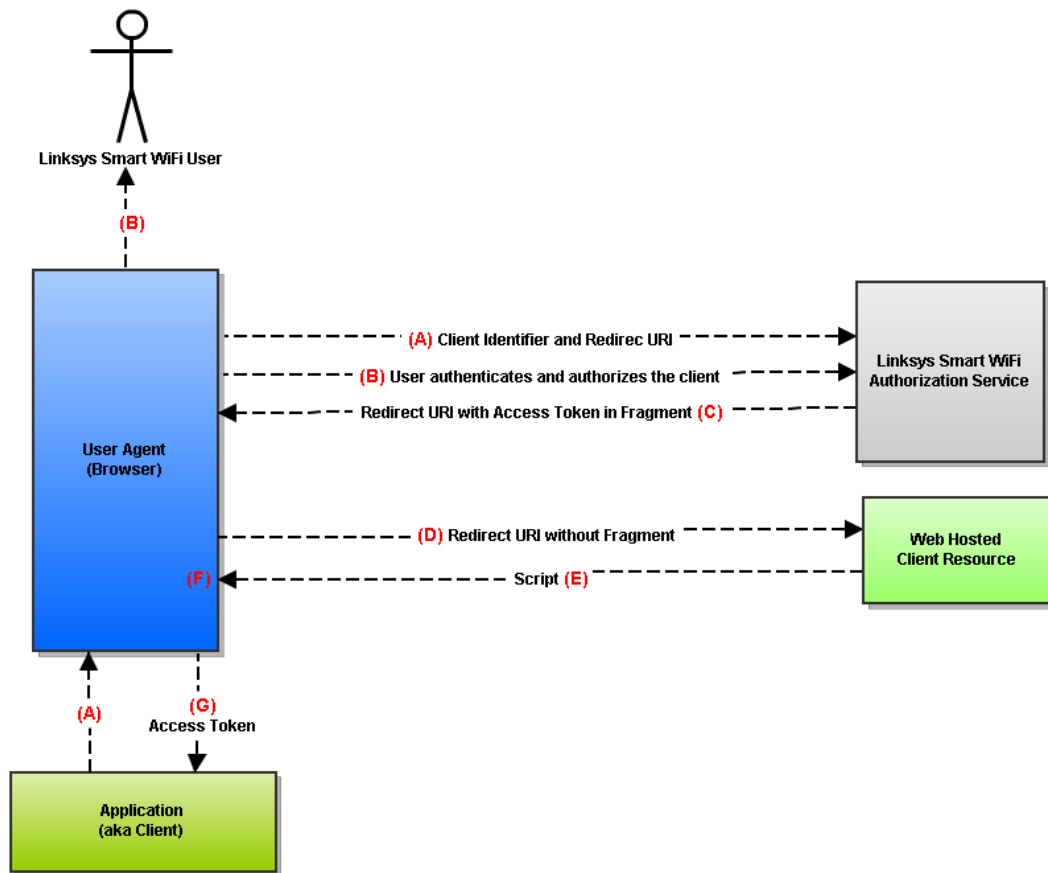 Linksys Smart WiFi User
(B)
(A) Client Identifier and Redirec URI
(B) User authenticates and authorizes the client
Redirect URI with Access Token in Fragment (C)
Linksys Smart WiFi
Authorization Service
User Agent
(Browser)
(D) Redirect URI without Fragment
Web Hosted
Client Resource
(F)
Script (E)
(A)
(G)
Access Token
Application
(aka Client)